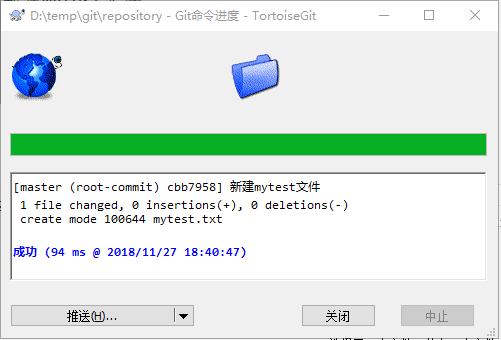 D:\temp\git\repository - Git命令进度 - TortoiseGit
[master (root-commit) cbb7958] 新建mytest文件
1 file changed, 0 insertions(+), 0 deletions(-)
create mode 100644 mytest.txt
成功 (94 ms @ 2018/11/27 18:40:47)
推送(H)...
关闭
中止